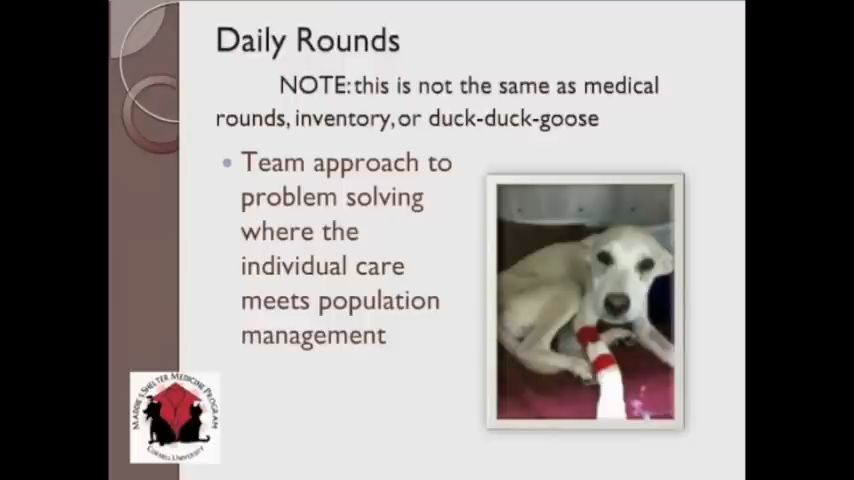 Daily Rounds
NOTE: this is not the same as medical
rounds, inventory, or duck-duck-goose
Team approach to
problem solving
where the
individual care
meets population
management
MADDIE'S SHELTER MEDICINE PROGRAM
CORNELL UNIVERSITY